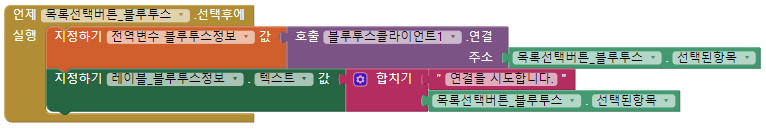 언제 목록선택버튼_블루투스 .선택후에
실행 지정하기 전역변수 블루투스정보 값 호출 블루투스클라이언트1 .연결
주소 목록선택버튼_블루투스 . 선택된항목
지정하기 레이블_블루투스정보 . 텍스트 값 합치기 " 연결을 시도합니다. "
목록선택버튼_블루투스 . 선택된항목